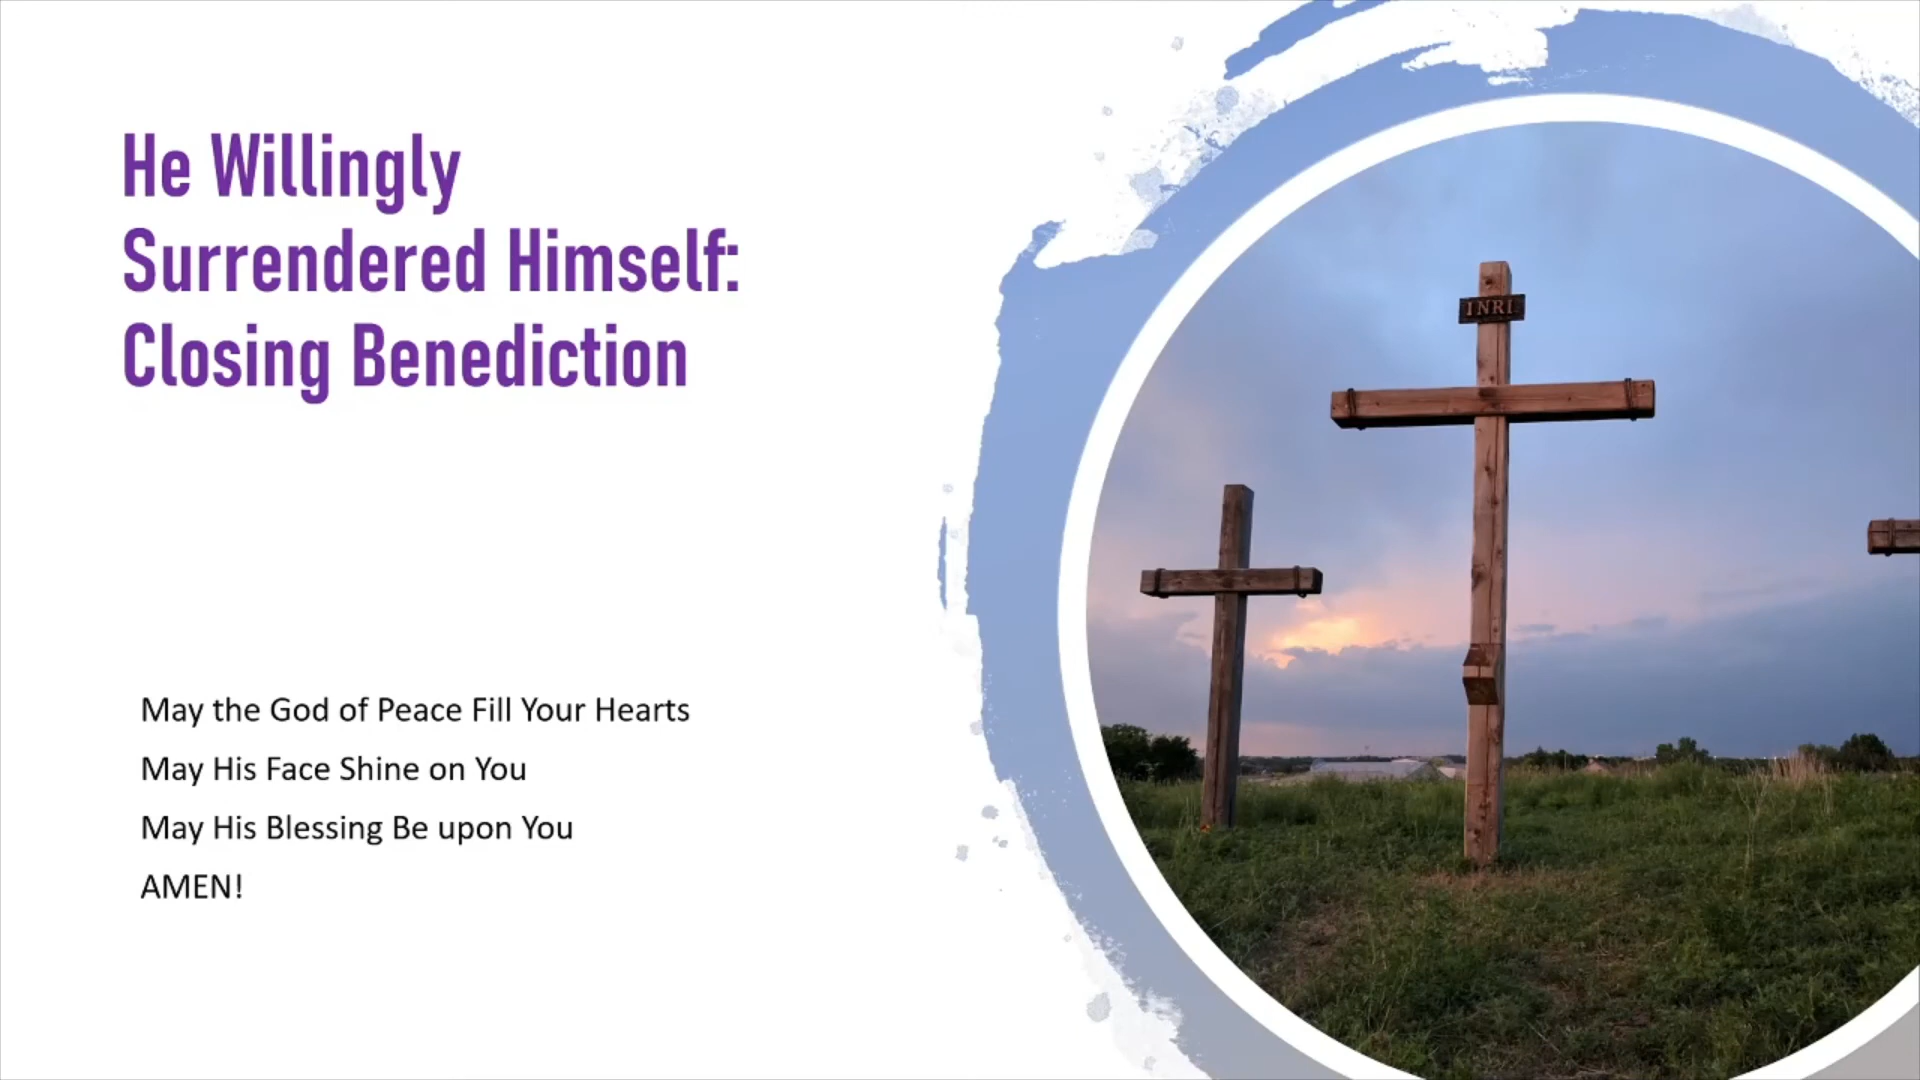 He Willingly
Surrendered Himself:
Closing Benediction
INRI
May the God of Peace Fill Your Hearts
May His Face Shine on You
May His Blessing Be upon You
AMEN!